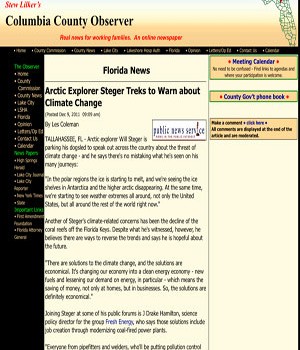 Stew Lilker's
Columbia County Observer
Real news for working families. An online newspaper
• Home • County Commission • County News • Lake City • Lakeshore Hosp Auth • Florida • Opinion • Letters/Op Ed • Contact Us • Calendar
The Observer
• Home
• County
Commission
• County News
• Lake City
• LSHA
• Florida
• Opinion
• Letters/Op Ed
• Contact Us
• Calendar
News Papers
• High Springs
Herald
• Lake City Journal
• Lake City
Reporter
• New York Times
• State
Important Links
• First Amendment
Foundation
• Florida Attorney
General
Florida News
Arctic Explorer Steger Treks to Warn about
Climate Change
(Posted Dec 9, 2011 09:09 am)
By Les Coleman
public news service
TALLAHASSEE, FL - Arctic explorer Will Steger is
parking his dogsled to speak out across the country about the threat
of climate change - and he says there's no mistaking what he's seen on
his many journeys:
"In the polar regions the ice is starting to melt, and we're seeing the ice
shelves in Antarctica and the higher arctic disappearing. At the same time,
we're starting to see weather extremes all around, not only the United
States, but all around the rest of the world right now."
Another of Steger's climate-related concerns has been the decline of the
coral reefs off the Florida Keys. Despite what he's witnessed, however, he
believes there are ways to reverse the trends and says he is hopeful about
the future.
"There are solutions to the climate change, and the solutions are
economical. It's changing our economy into a clean energy economy - new
fuels and lessening our demand on energy, in particular - which means the
saving of money, not only at homes, but in businesses. So, the solutions are
definitely economical."
Joining Steger at some of his public forums is J Drake Hamilton, science
policy director for the group Fresh Energy, who says those solutions include
job creation through modernizing coal-fired power plants.
"Everyone from pipefitters and welders, who'll be putting pollution control
• Meeting Calendar •
No need to be confused - Find links to agendas and
where your participation is welcome.
• County Gov't phone book •
Make a comment • click here •
All comments are displayed at the end of the
article and are moderated.